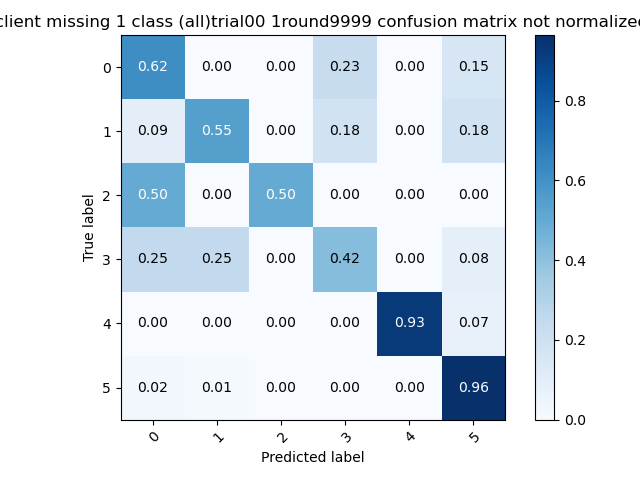 client missing 1 class (all)trial00 1round9999 confusion matrix not normalized
True label
0 0.62 0.00 0.00 0.23 0.00 0.15
1 0.09 0.55 0.00 0.18 0.00 0.18
2 0.50 0.00 0.50 0.00 0.00 0.00
3 0.25 0.25 0.00 0.42 0.00 0.08
4 0.00 0.00 0.00 0.00 0.93 0.07
5 0.02 0.01 0.00 0.00 0.00 0.96
0 1 2 3 4 5
Predicted label
0.8
0.6
0.4
0.2
0.0